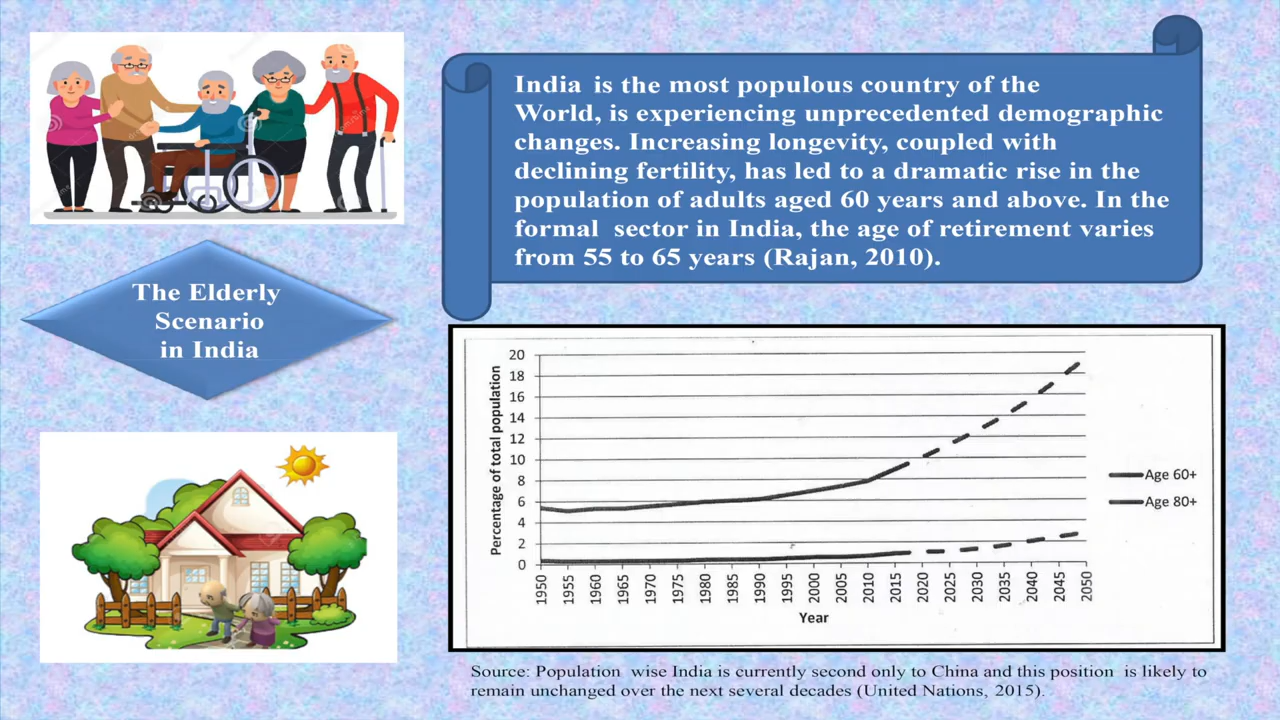 The Elderly
Scenario
in India
India is the most populous country of the
World, is experiencing unprecedented demographic
changes. Increasing longevity, coupled with
declining fertility, has led to a dramatic rise in the
population of adults aged 60 years and above. In the
formal sector in India, the age of retirement varies
from 55 to 65 years (Rajan, 2010).
Percentage of total population
20
18
16
14
12
10
8
6
4
2
0
1950 1955 1960 1965 1970 1975 1980 1985 1990 1995 2000 2005 2010 2015 2020 2025 2030 2035 2040 2045 2050
Year
Age 60+
Age 80+
Source: Population wise India is currently second only to China and this position is likely to
remain unchanged over the next several decades (United Nations, 2015).